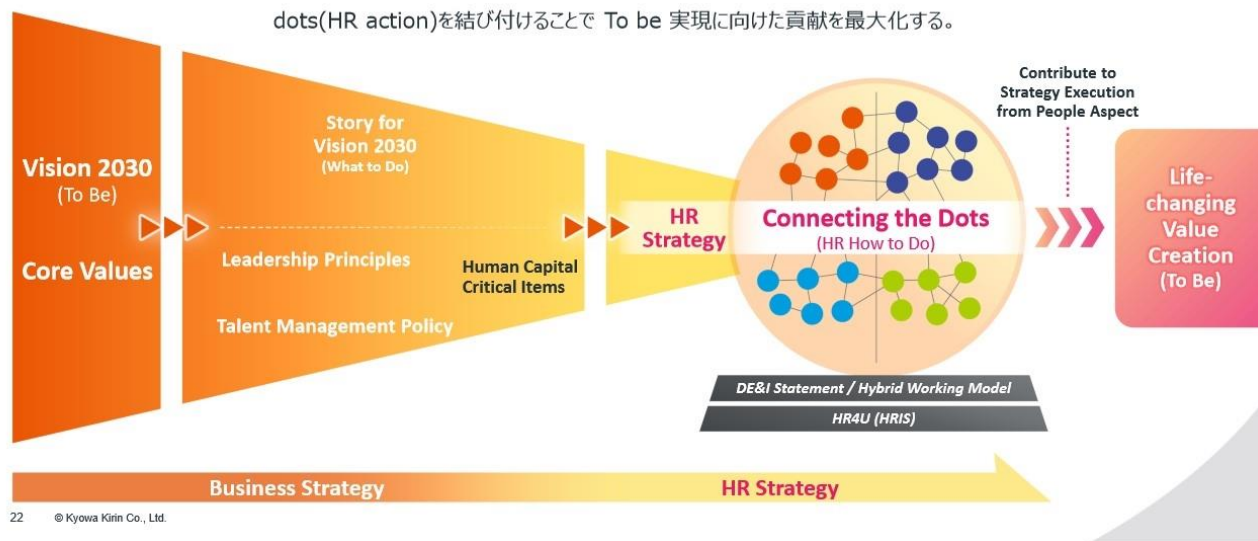 dots(HR action)を結び付けることで To be 実現に向けた貢献を最大化する。
Vision 2030
(To Be)
Core Values
Story for
Vision 2030
(What to Do)
Leadership Principles
Talent Management Policy
Human Capital
Critical Items
HR
Strategy
Connecting the Dots
(HR How to Do)
DE&I Statement / Hybrid Working Model
HR4U (HRIS)
Contribute to
Strategy Execution
from People Aspect
Life-
changing
Value
Creation
(To Be)
Business Strategy
HR Strategy
22
© Kyowa Kirin Co., Ltd.